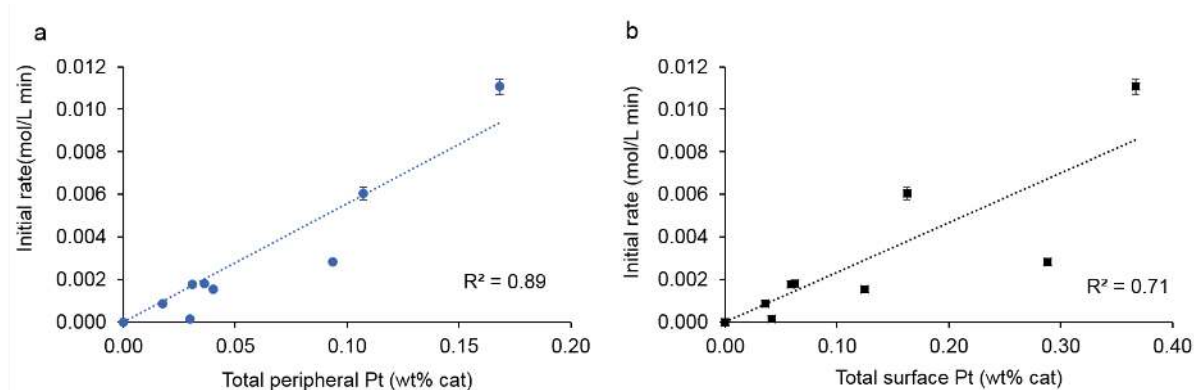 a
Initial rate(mol/L min)
0.012
0.010
0.008
0.006
0.004
0.002
0.000
0.00 0.05 0.10 0.15 0.20
R² = 0.89
Total peripheral Pt (wt% cat)
b
Initial rate (mol/L min)
0.012
0.010
0.008
0.006
0.004
0.002
0.000
0.00 0.10 0.20 0.30 0.40
R² = 0.71
Total surface Pt (wt% cat)